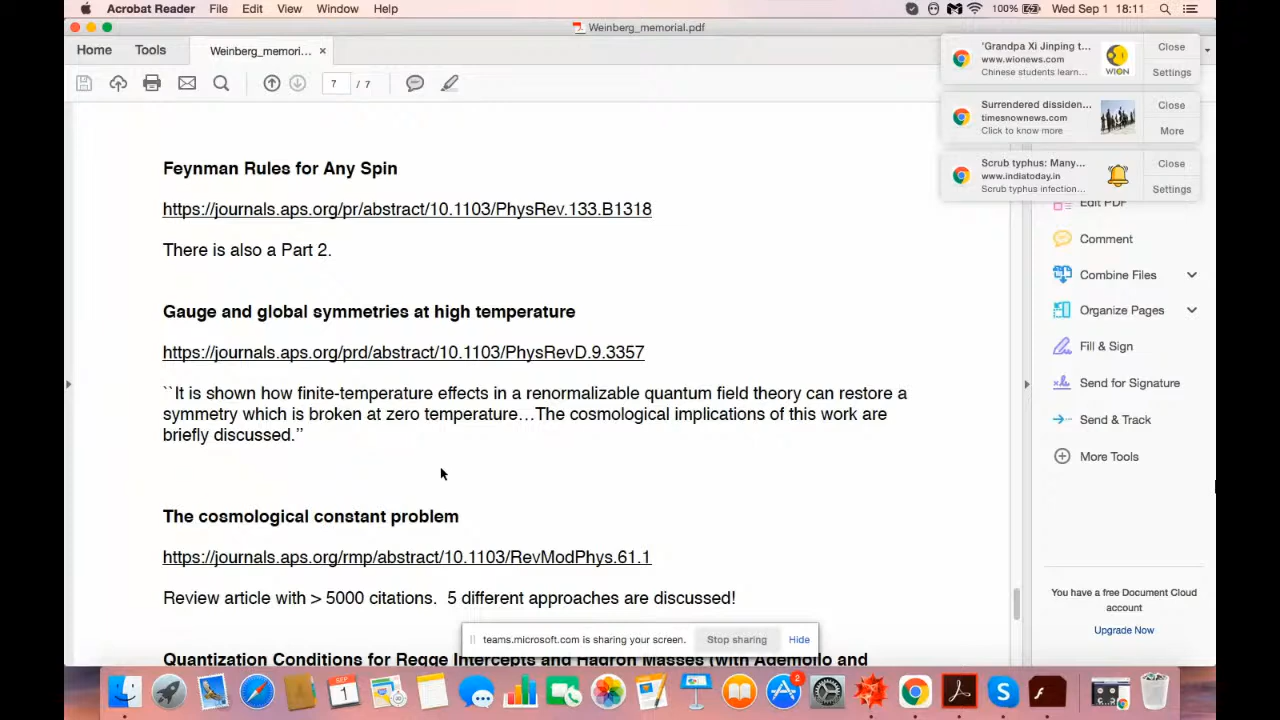 Acrobat Reader File Edit View Window Help
100% Wed Sep 1 18:11
Weinberg_memorial.pdf
Home Tools Weinberg_memori... ×
7 / 7
'Grandpa Xi Jinping t...
www.wionews.com
Chinese students learn...
WION
Close
Settings
Surrendered dissiden...
timesnownews.com
Click to know more
Close
More
Scrub typhus: Many...
www.indiatoday.in
Scrub typhus infection...
Close
Settings
Feynman Rules for Any Spin
https://journals.aps.org/pr/abstract/10.1103/PhysRev.133.B1318
There is also a Part 2.
Gauge and global symmetries at high temperature
https://journals.aps.org/prd/abstract/10.1103/PhysRevD.9.3357
``It is shown how finite-temperature effects in a renormalizable quantum field theory can restore a
symmetry which is broken at zero temperature…The cosmological implications of this work are
briefly discussed.’’
The cosmological constant problem
https://journals.aps.org/rmp/abstract/10.1103/RevModPhys.61.1
Review article with > 5000 citations. 5 different approaches are discussed!
Quantization Conditions for Regge Intercepts and Hadron Masses (with Ademollo and
Edit PDF
Comment
Combine Files
Organize Pages
Fill & Sign
Send for Signature
Send & Track
More Tools
You have a free Document Cloud
account
Upgrade Now
teams.microsoft.com is sharing your screen. Stop sharing Hide
SEP
1
2